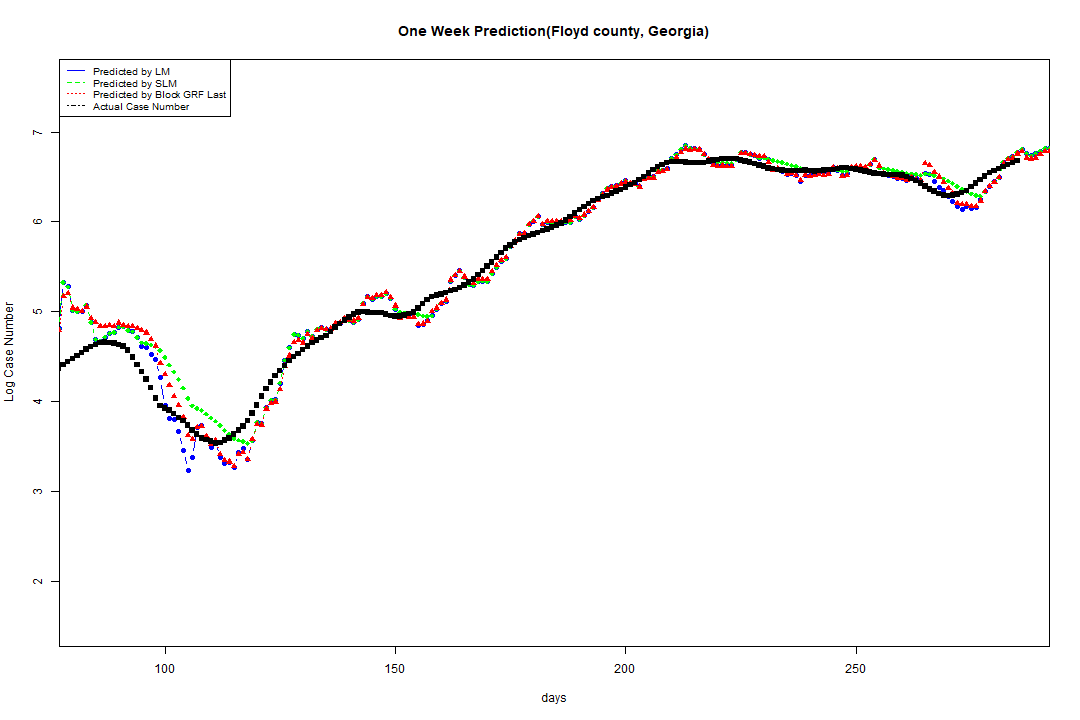 One Week Prediction(Floyd county, Georgia)
Predicted by LM
Predicted by SLM
Predicted by Block GRF Last
Actual Case Number
7
6
5
4
3
2
Log Case Number
100 150 200 250
days